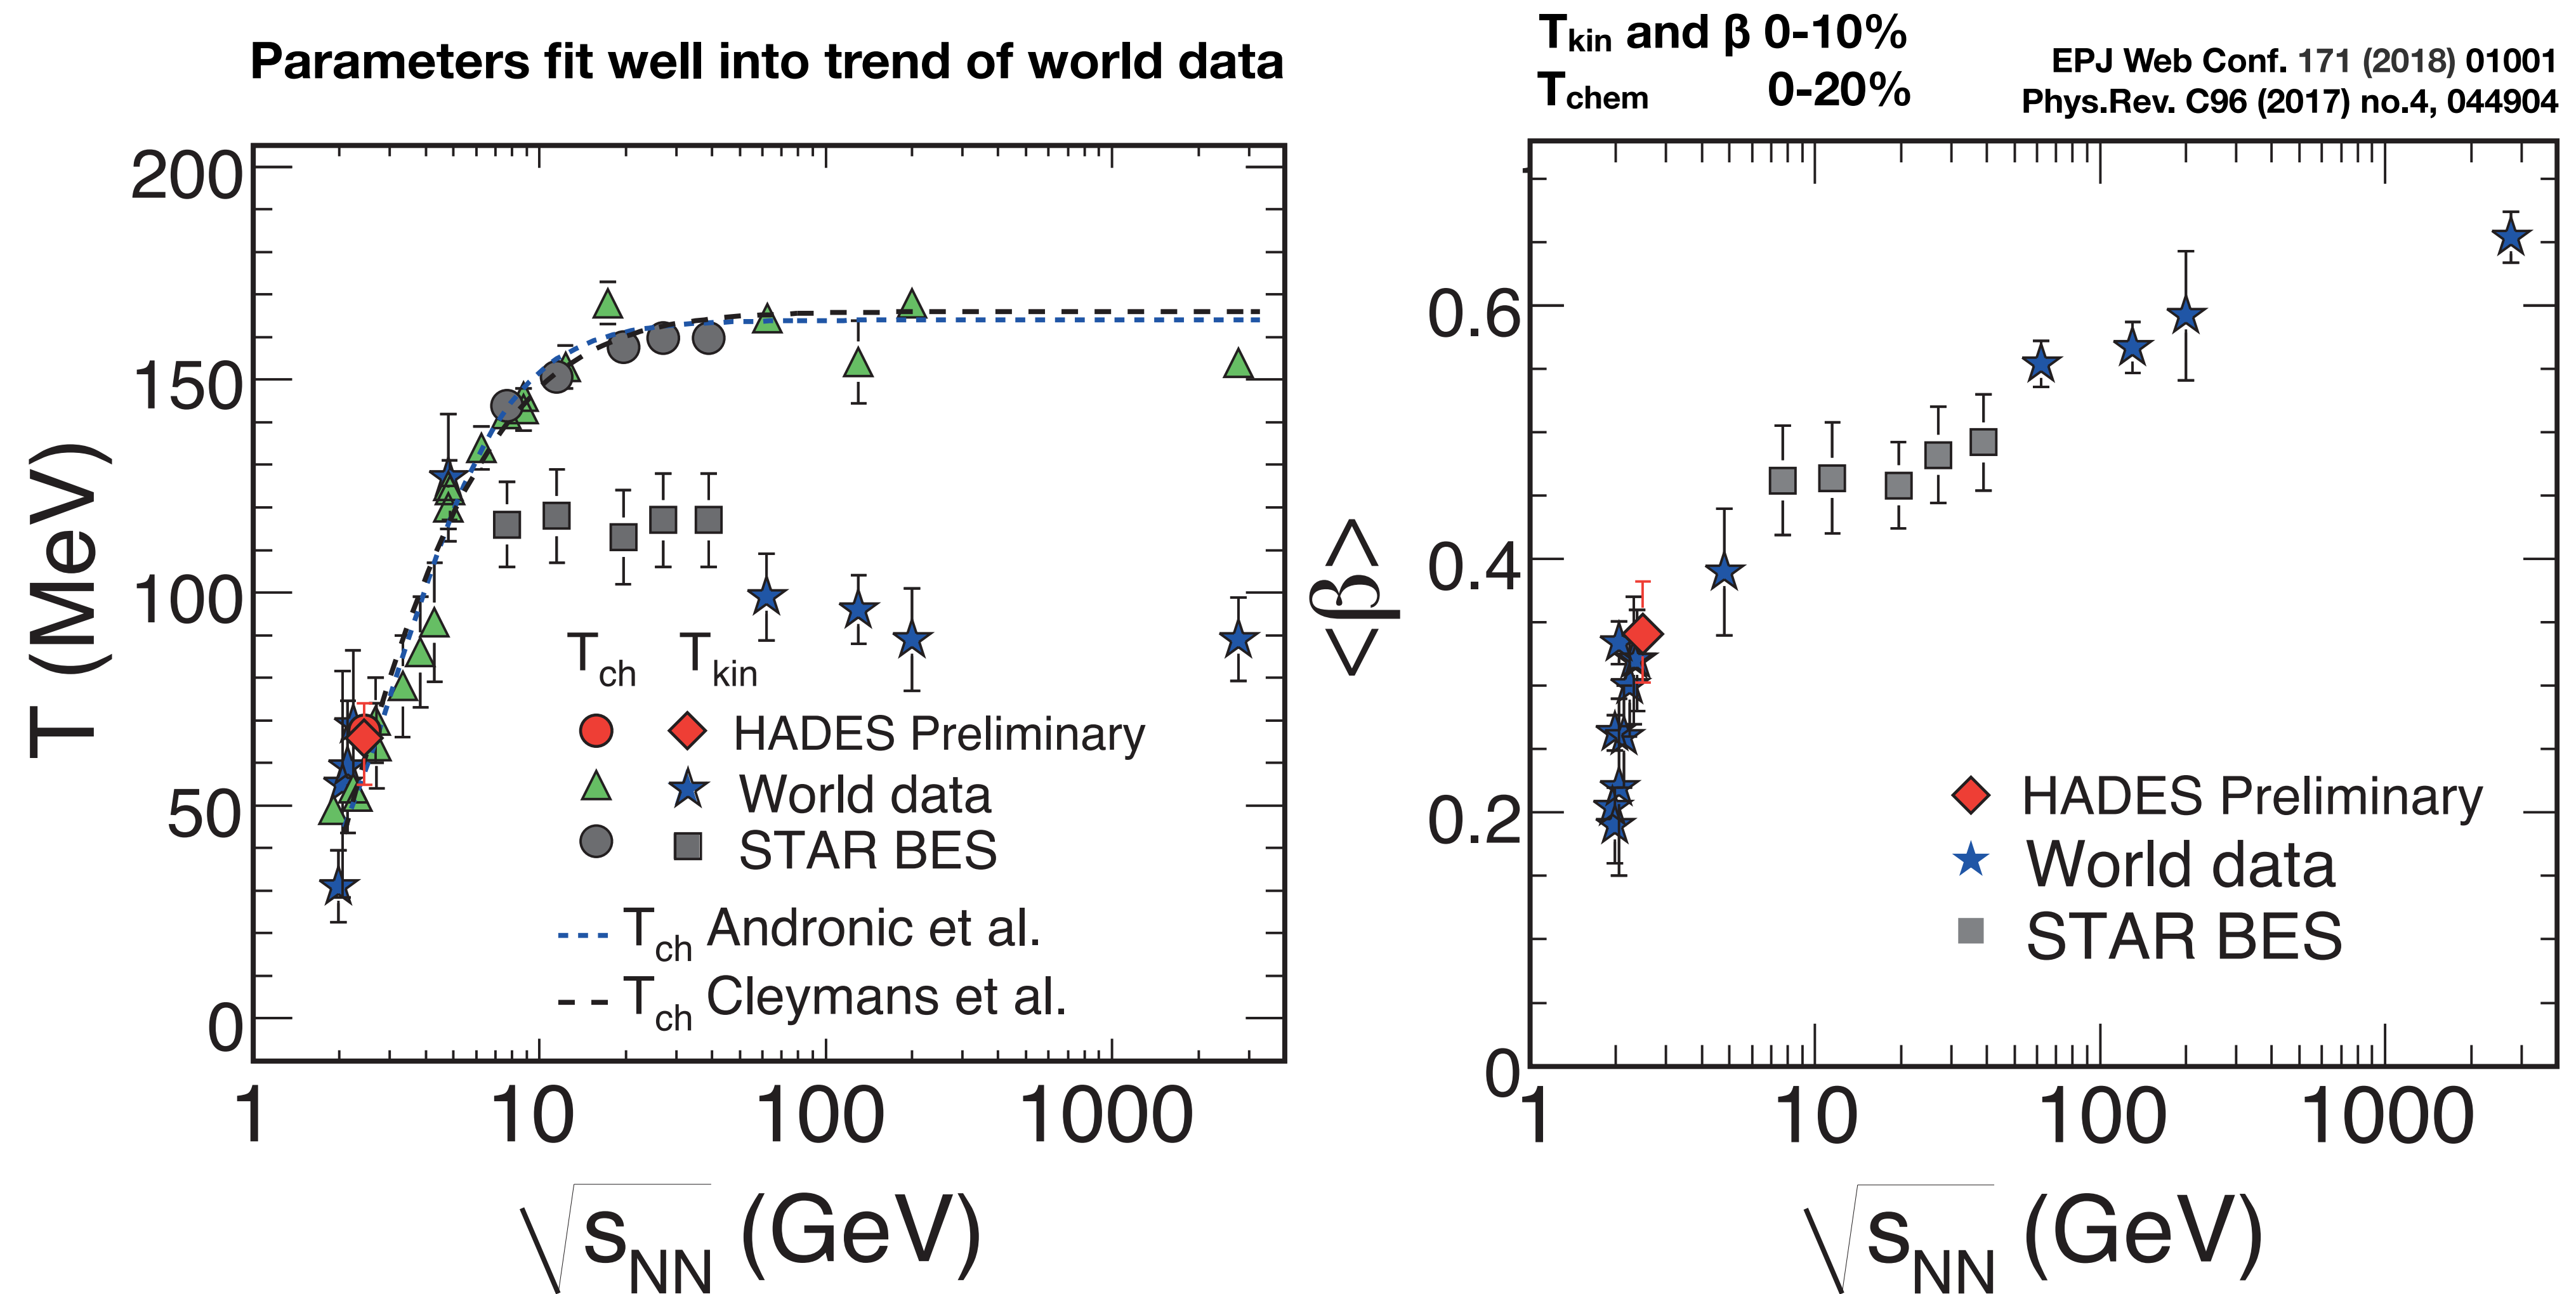 Parameters fit well into trend of world data
T_kin and β 0-10%
T_chem 0-20%
EPJ Web Conf. 171 (2018) 01001
Phys.Rev. C96 (2017) no.4, 044904
T (MeV)
200
150
100
50
0
T_ch T_kin
HADES Preliminary
World data
STAR BES
T_ch Andronic et al.
T_ch Cleymans et al.
1 10 100 1000
√s_NN (GeV)
<β>
0.6
0.4
0.2
0
HADES Preliminary
World data
STAR BES
1 10 100 1000
√s_NN (GeV)